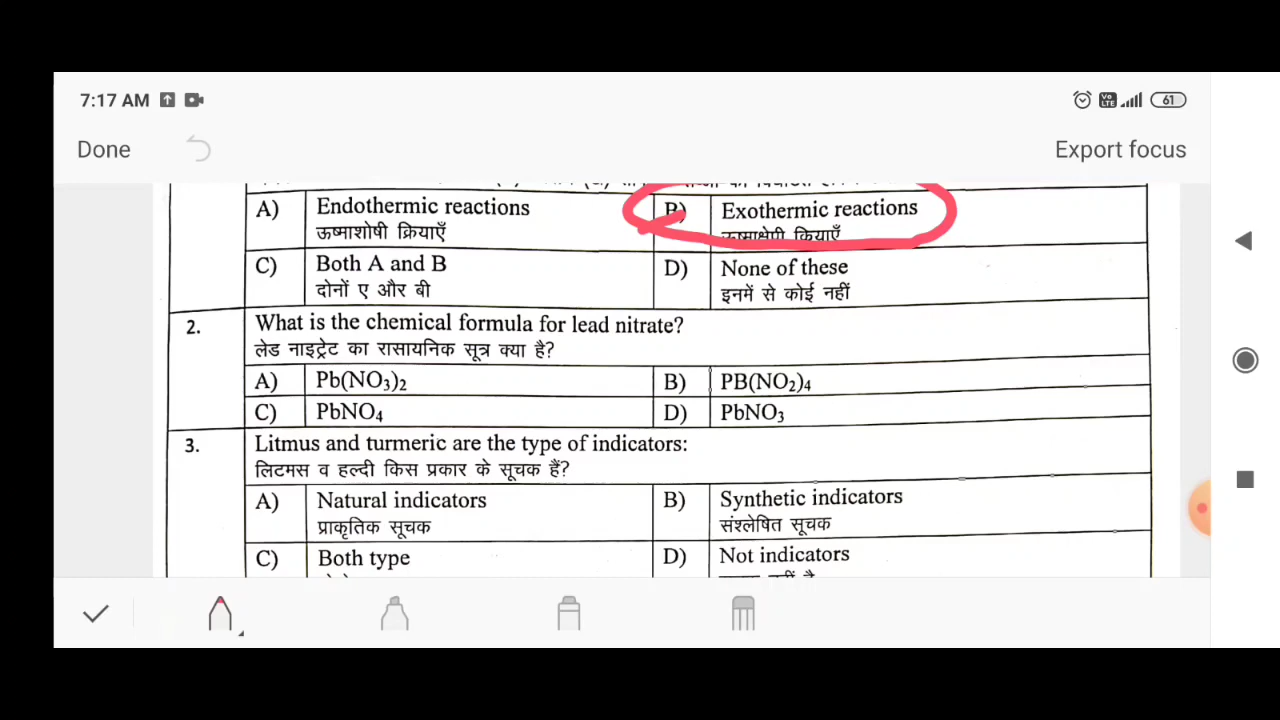 7:17 AM
61
Done
Export focus
A) Endothermic reactions
ऊष्माशोषी क्रियाएँ
B) Exothermic reactions
ऊष्माक्षेपी क्रियाएँ
C) Both A and B
दोनों ए और बी
D) None of these
इनमें से कोई नहीं
2. What is the chemical formula for lead nitrate?
लेड नाइट्रेट का रासायनिक सूत्र क्या है?
A) Pb(NO₃)₂
B) PB(NO₂)₄
C) PbNO₄
D) PbNO₃
3. Litmus and turmeric are the type of indicators:
लिटमस व हल्दी किस प्रकार के सूचक हैं?
A) Natural indicators
प्राकृतिक सूचक
B) Synthetic indicators
संश्लेषित सूचक
C) Both type
D) Not indicators